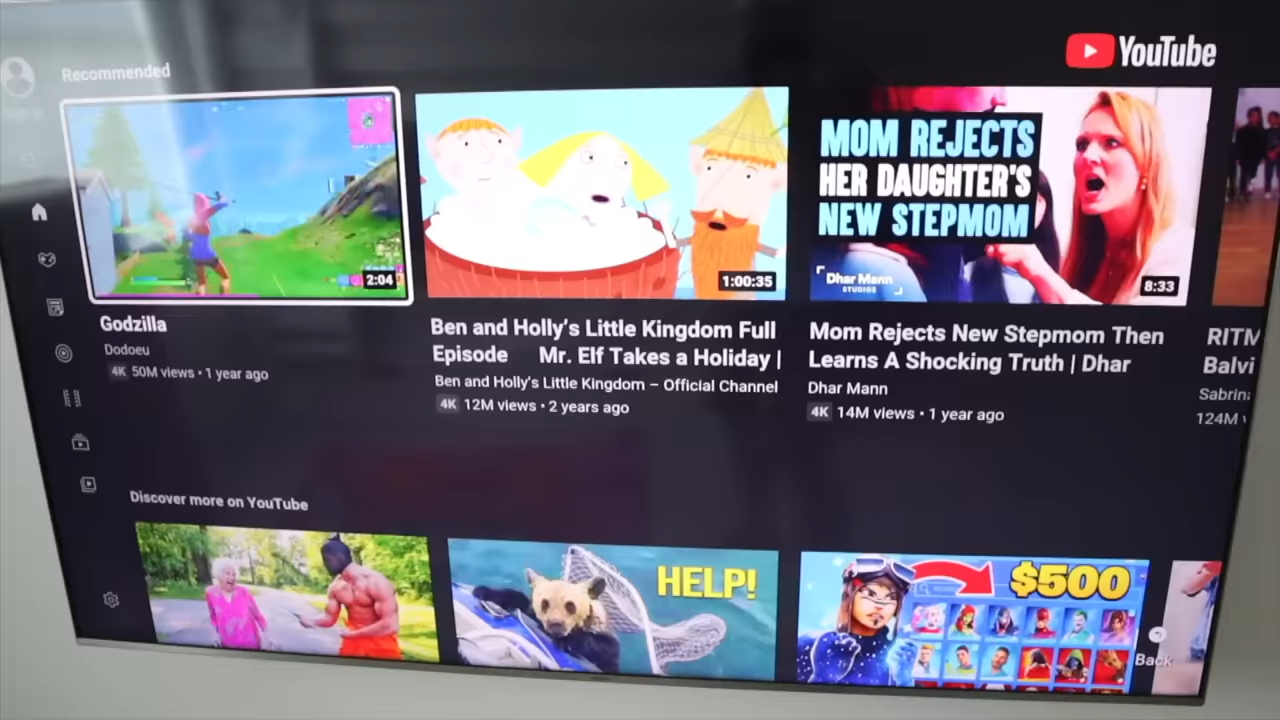 YouTube
Recommended
2:04
1:00:35
MOM REJECTS
HER DAUGHTER'S
NEW STEPMOM
Dhar Mann
STUDIOS
8:33
Godzilla
Dodoeu
4K 50M views • 1 year ago
Ben and Holly's Little Kingdom Full
Episode Mr. Elf Takes a Holiday |
Ben and Holly's Little Kingdom – Official Channel
4K 12M views • 2 years ago
Mom Rejects New Stepmom Then
Learns A Shocking Truth | Dhar
Dhar Mann
4K 14M views • 1 year ago
RITM
Balvi
Sabrin
124M
Discover more on YouTube
HELP!
$500
Back